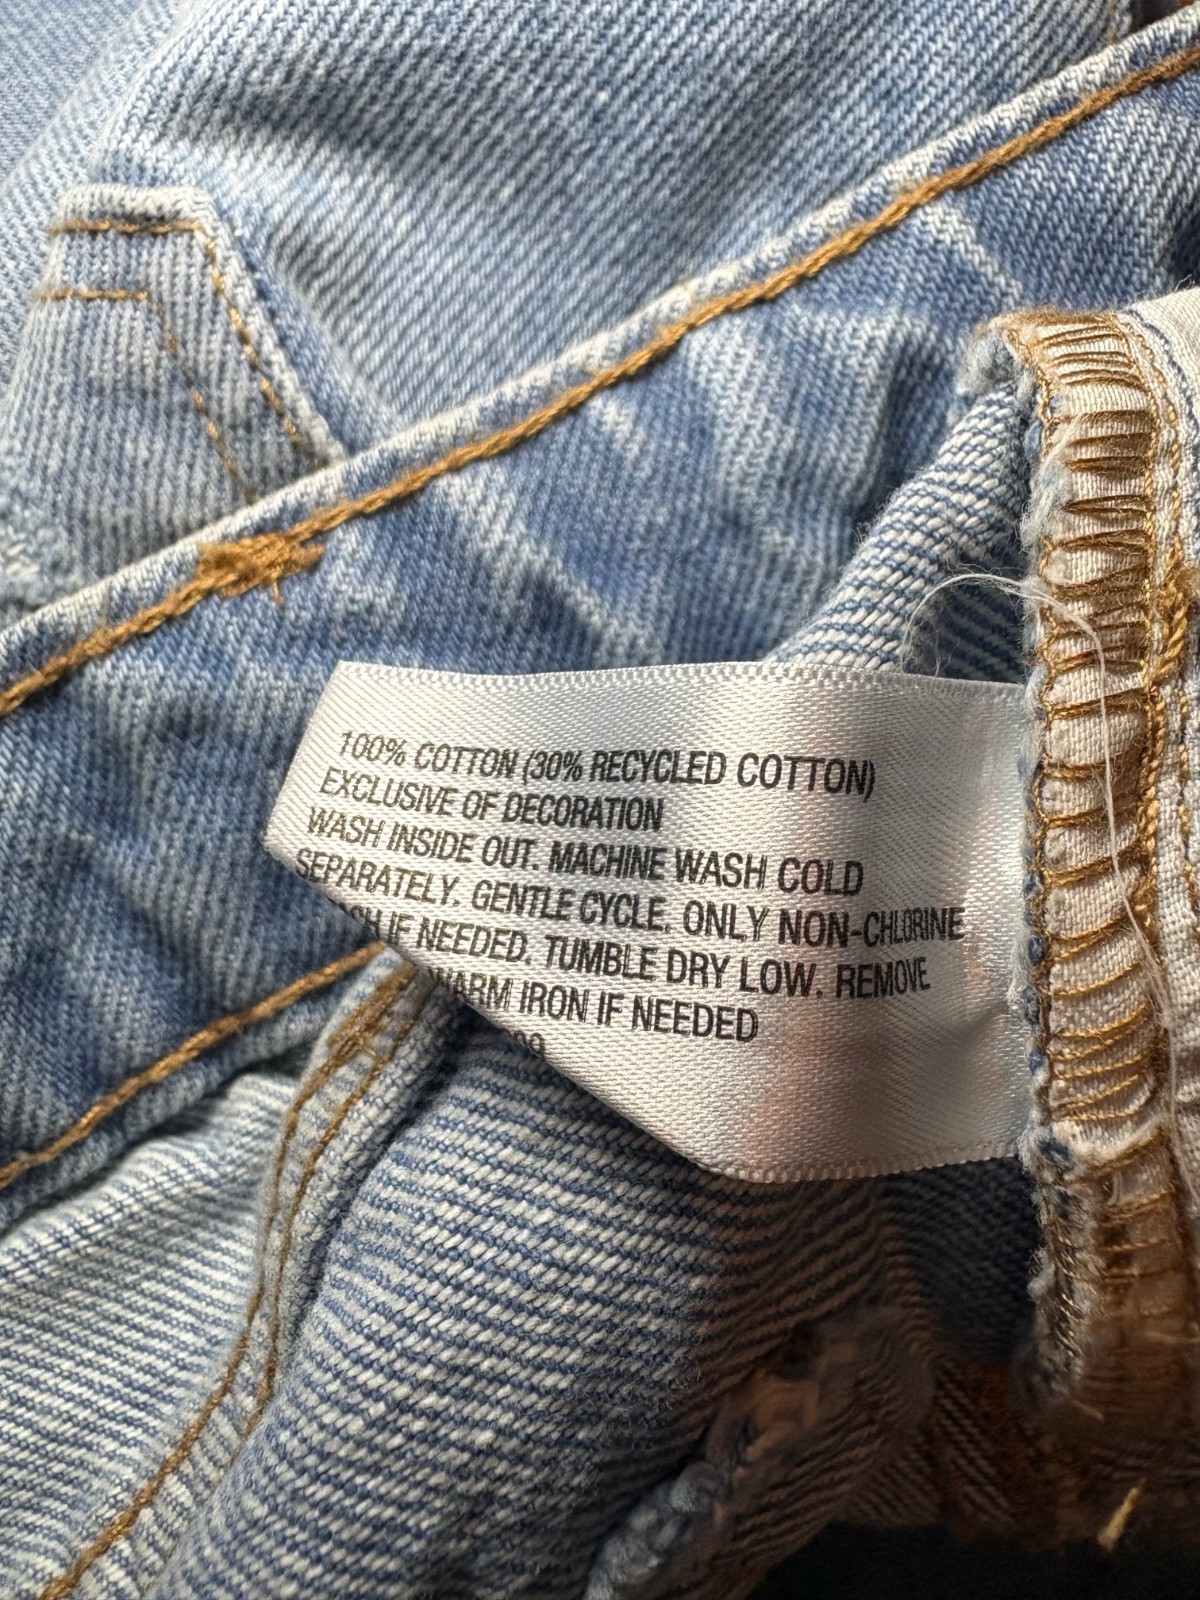 100% COTTON (30% RECYCLED COTTON)
EXCLUSIVE OF DECORATION
WASH INSIDE OUT. MACHINE WASH COLD
SEPARATELY. GENTLE CYCLE. ONLY NON-CHLORINE
IF NEEDED. TUMBLE DRY LOW. REMOVE
WARM IRON IF NEEDED